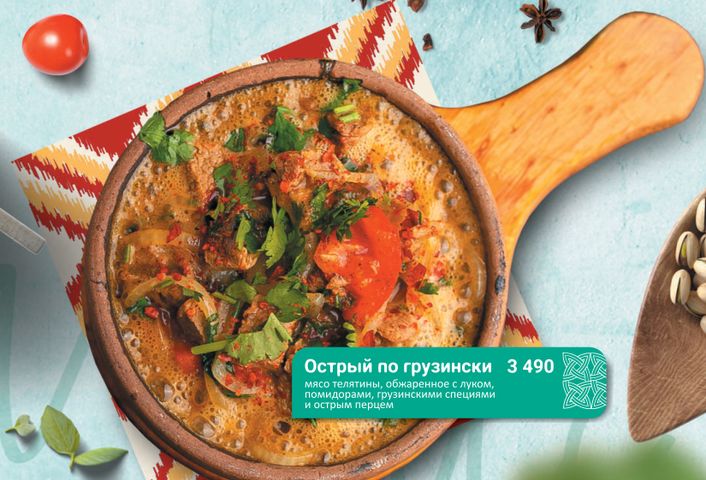 Острый по грузински 3 490
мясо телятины, обжаренное с луком,
помидорами, грузинскими специями
и острым перцем